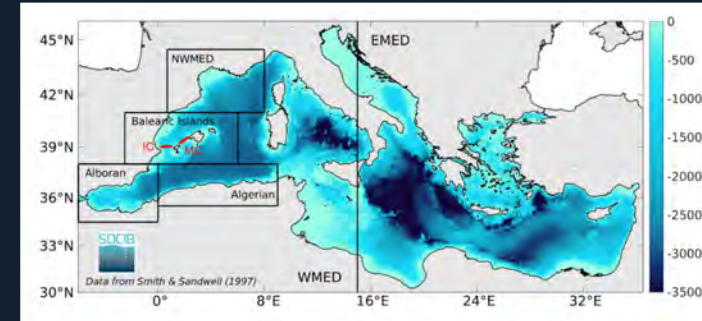 45°N
42°N
39°N
36°N
33°N
30°N
0°
8°E
16°E
24°E
32°E
NWMED
EMED
Balearic Islands
IC
MC
Alboran
Algerian
WMED
SOCIB
Data from Smith & Sandwell (1997)
0
-500
-1000
-1500
-2000
-2500
-3000
-3500